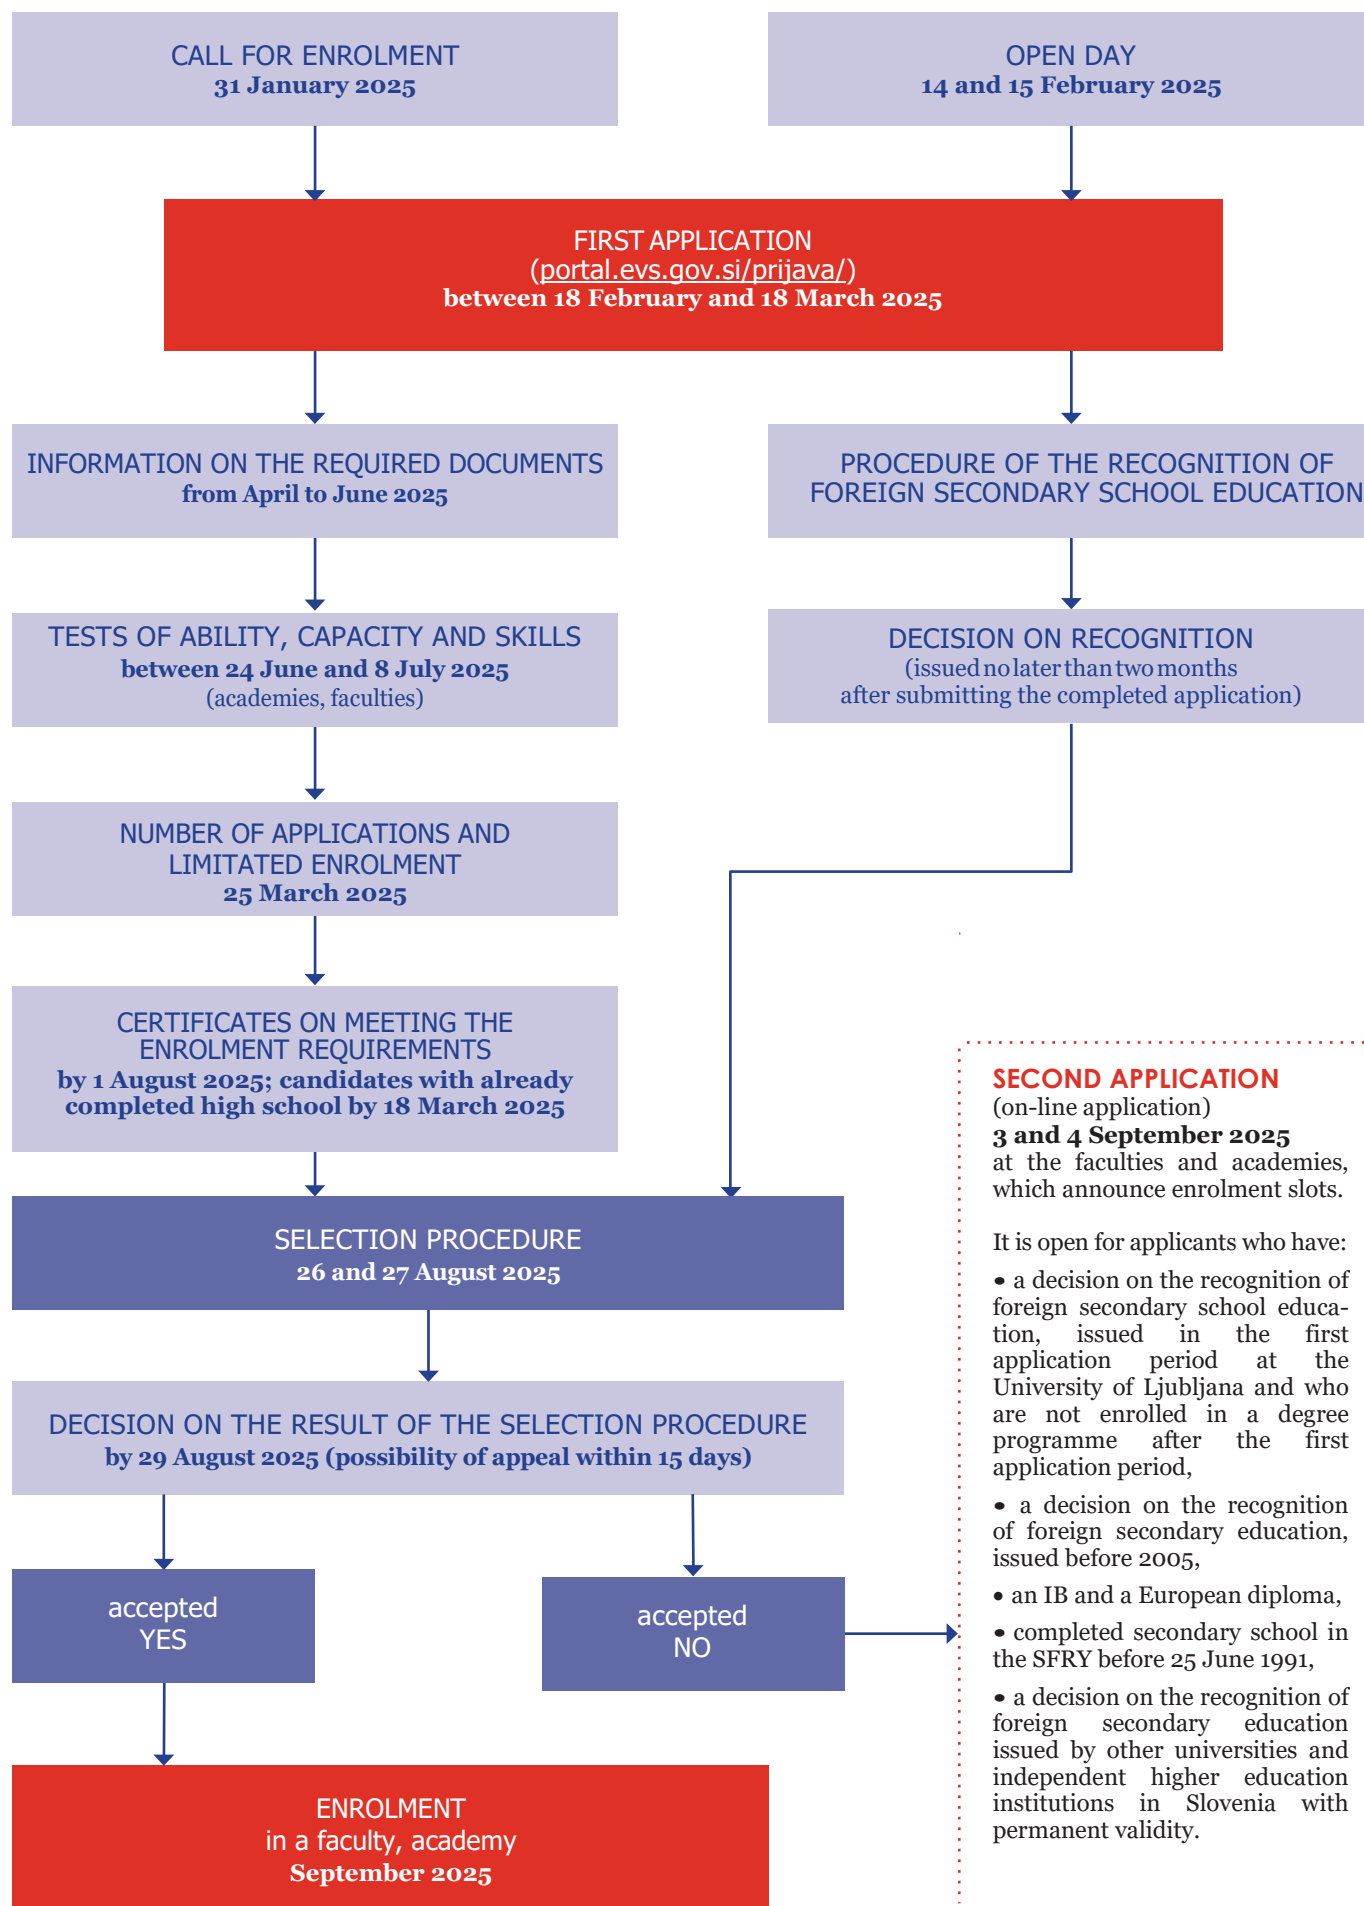 CALL FOR ENROLMENT
31 January 2025
OPEN DAY
14 and 15 February 2025
FIRST APPLICATION
(portal.evs.gov.si/prijava/)
between 18 February and 18 March 2025
INFORMATION ON THE REQUIRED DOCUMENTS
from April to June 2025
PROCEDURE OF THE RECOGNITION OF
FOREIGN SECONDARY SCHOOL EDUCATION
TESTS OF ABILITY, CAPACITY AND SKILLS
between 24 June and 8 July 2025
(academies, faculties)
DECISION ON RECOGNITION
(issued no later than two months
after submitting the completed application)
NUMBER OF APPLICATIONS AND
LIMITATED ENROLMENT
25 March 2025
CERTIFICATES ON MEETING THE
ENROLMENT REQUIREMENTS
by 1 August 2025; candidates with already
completed high school by 18 March 2025
SELECTION PROCEDURE
26 and 27 August 2025
DECISION ON THE RESULT OF THE SELECTION PROCEDURE
by 29 August 2025 (possibility of appeal within 15 days)
accepted
YES
accepted
NO
ENROLMENT
in a faculty, academy
September 2025
SECOND APPLICATION
(on-line application)
3 and 4 September 2025
at the faculties and academies,
which announce enrolment slots.
It is open for applicants who have:
• a decision on the recognition of
foreign secondary school educa-
tion, issued in the first
application period at the
University of Ljubljana and who
are not enrolled in a degree
programme after the first
application period,
• a decision on the recognition
of foreign secondary education,
issued before 2005,
• an IB and a European diploma,
• completed secondary school in
the SFRY before 25 June 1991,
• a decision on the recognition of
foreign secondary education
issued by other universities and
independent higher education
institutions in Slovenia with
permanent validity.